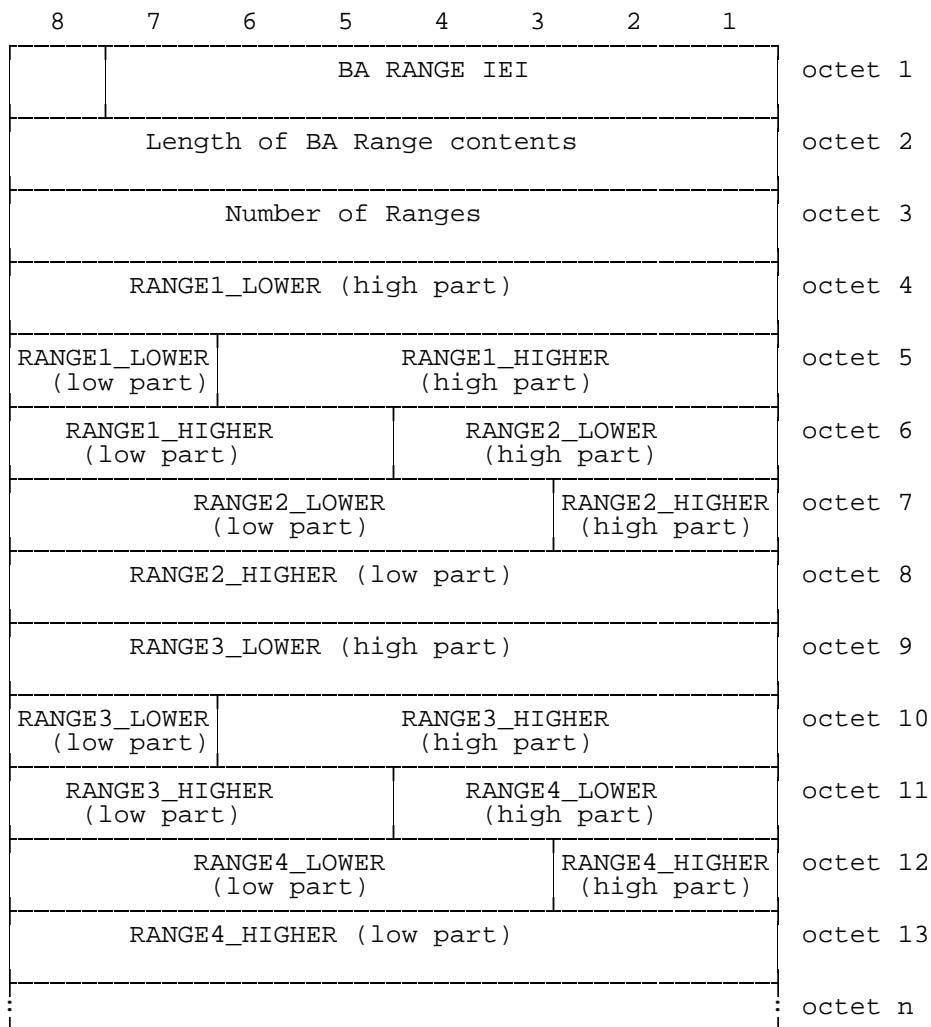 8 7 6 5 4 3 2 1
BA RANGE IEI octet 1
Length of BA Range contents octet 2
Number of Ranges octet 3
RANGE1_LOWER (high part) octet 4
RANGE1_LOWER RANGE1_HIGHER octet 5
(low part) (high part)
RANGE1_HIGHER RANGE2_LOWER octet 6
(low part) (high part)
RANGE2_LOWER RANGE2_HIGHER octet 7
(low part) (high part)
RANGE2_HIGHER (low part) octet 8
RANGE3_LOWER (high part) octet 9
RANGE3_LOWER RANGE3_HIGHER octet 10
(low part) (high part)
RANGE3_HIGHER RANGE4_LOWER octet 11
(low part) (high part)
RANGE4_LOWER RANGE4_HIGHER octet 12
(low part) (high part)
RANGE4_HIGHER (low part) octet 13
: : octet n